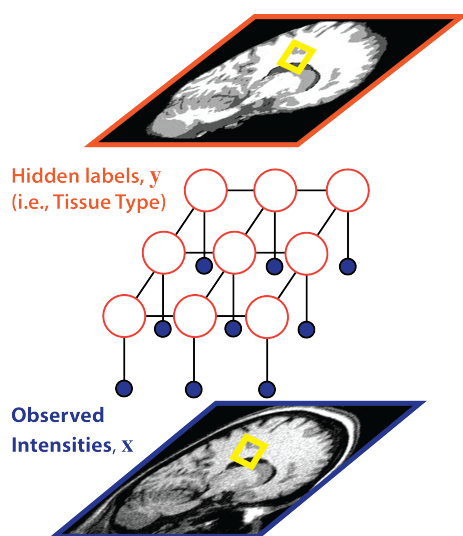 Hidden labels, y
(i.e., Tissue Type)
Observed
Intensities, x